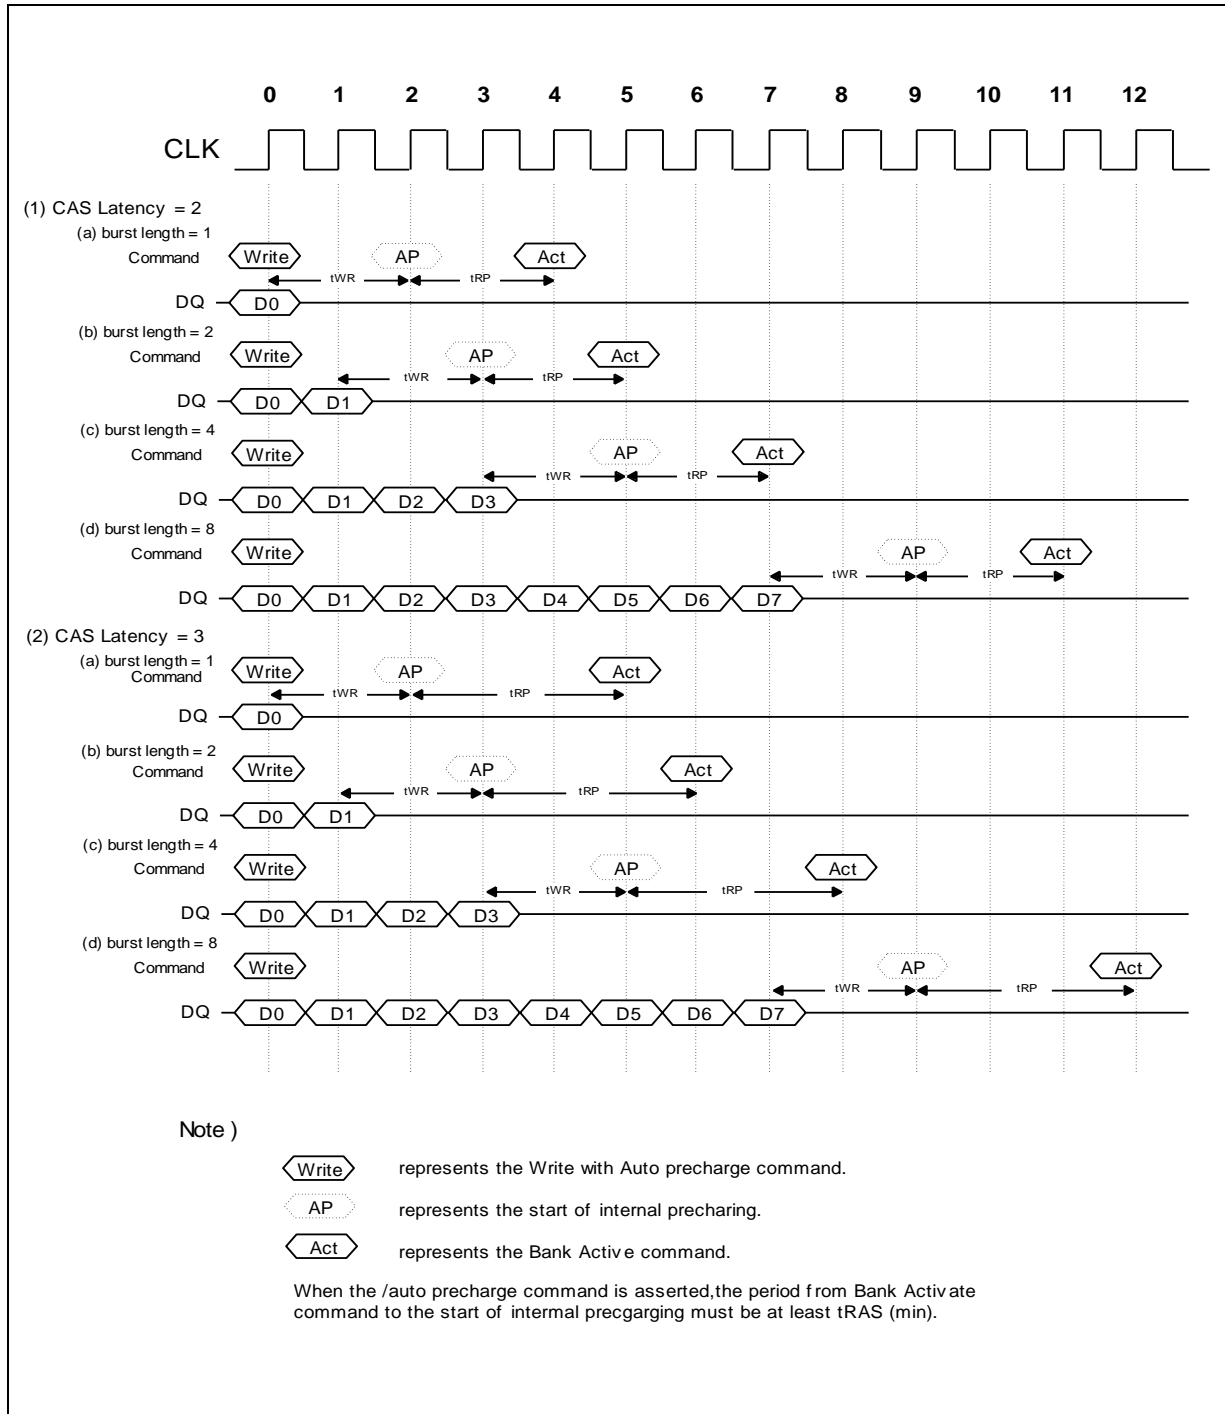 0 1 2 3 4 5 6 7 8 9 10 11 12
CLK
(1) CAS Latency = 2
(a) burst length = 1
Command Write AP Act
tWR tRP
DQ D0
(b) burst length = 2
Command Write AP Act
tWR tRP
DQ D0 D1
(c) burst length = 4
Command Write AP Act
tWR tRP
DQ D0 D1 D2 D3
(d) burst length = 8
Command Write AP Act
tWR tRP
DQ D0 D1 D2 D3 D4 D5 D6 D7
(2) CAS Latency = 3
(a) burst length = 1
Command Write AP Act
tWR tRP
DQ D0
(b) burst length = 2
Command Write AP Act
tWR tRP
DQ D0 D1
(c) burst length = 4
Command Write AP Act
tWR tRP
DQ D0 D1 D2 D3
(d) burst length = 8
Command Write AP Act
tWR tRP
DQ D0 D1 D2 D3 D4 D5 D6 D7
Note )
Write represents the Write with Auto precharge command.
AP represents the start of internal precharing.
Act represents the Bank Active command.
When the /auto precharge command is asserted,the period from Bank Activate
command to the start of intermal precgarging must be at least tRAS (min).